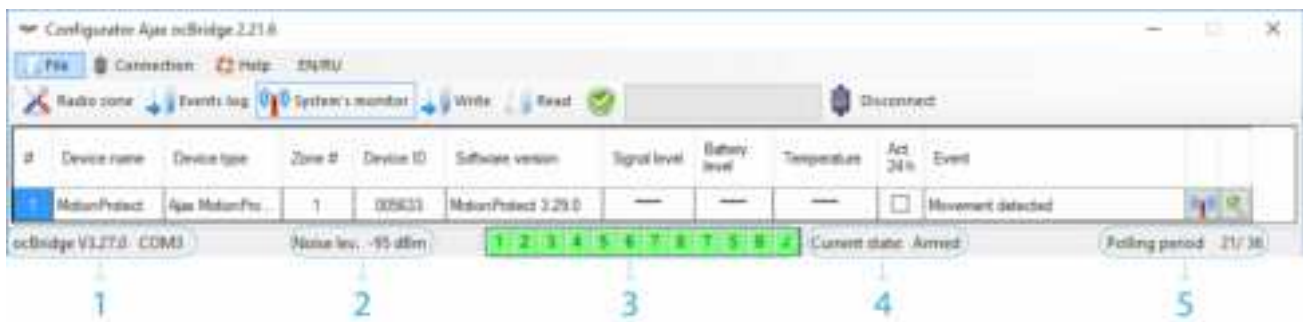 Configurator Ajax ocBridge 2.21.6
File Connection Help EN/RU
Radio zone Events log System's monitor Write Read Disconnect
# Device name Device type Zone # Device ID Software version Signal level Battery level Temperature Act. 24 h Event
1 MotionProtect Ajax MotionPro... 1 005633 MotionProtect 3.29.0 — — — Movement detected
ocBridge V3.27.0 COM3 Noise lev. -95 dBm 1 2 3 4 5 6 7 8 T S B J Current state: Armed Polling period 21/ 36
1 2 3 4 5